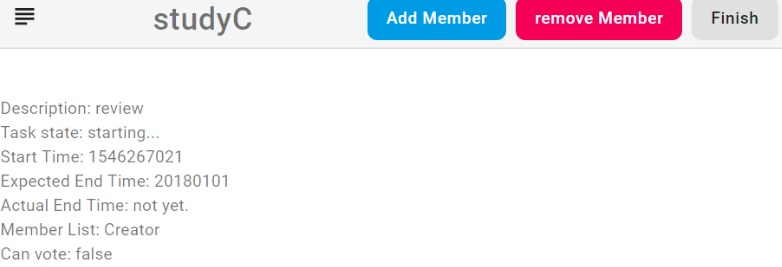 studyC Add Member remove Member Finish
Description: review
Task state: starting...
Start Time: 1546267021
Expected End Time: 20180101
Actual End Time: not yet.
Member List: Creator
Can vote: false